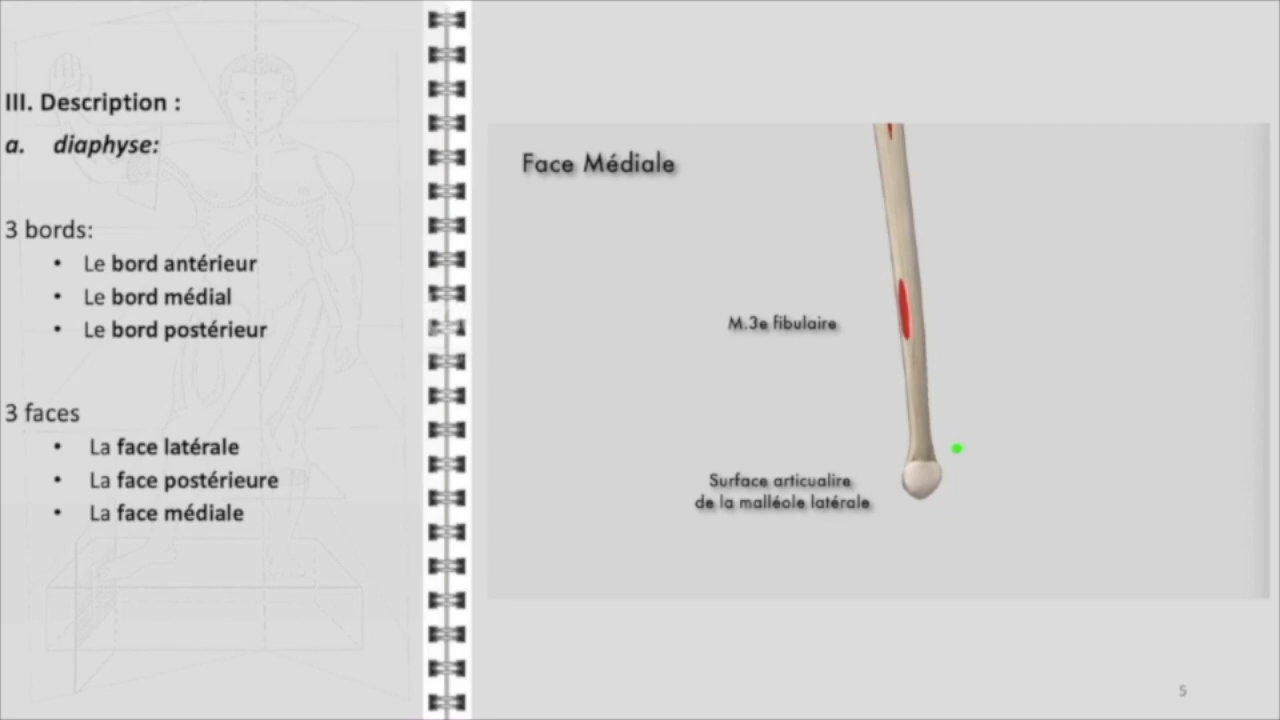 III. Description :
a. diaphyse:
3 bords:
• Le bord antérieur
• Le bord médial
• Le bord postérieur
3 faces
• La face latérale
• La face postérieure
• La face médiale
Face Médiale
M.3e fibulaire
Surface articualire
de la malléole latérale
5